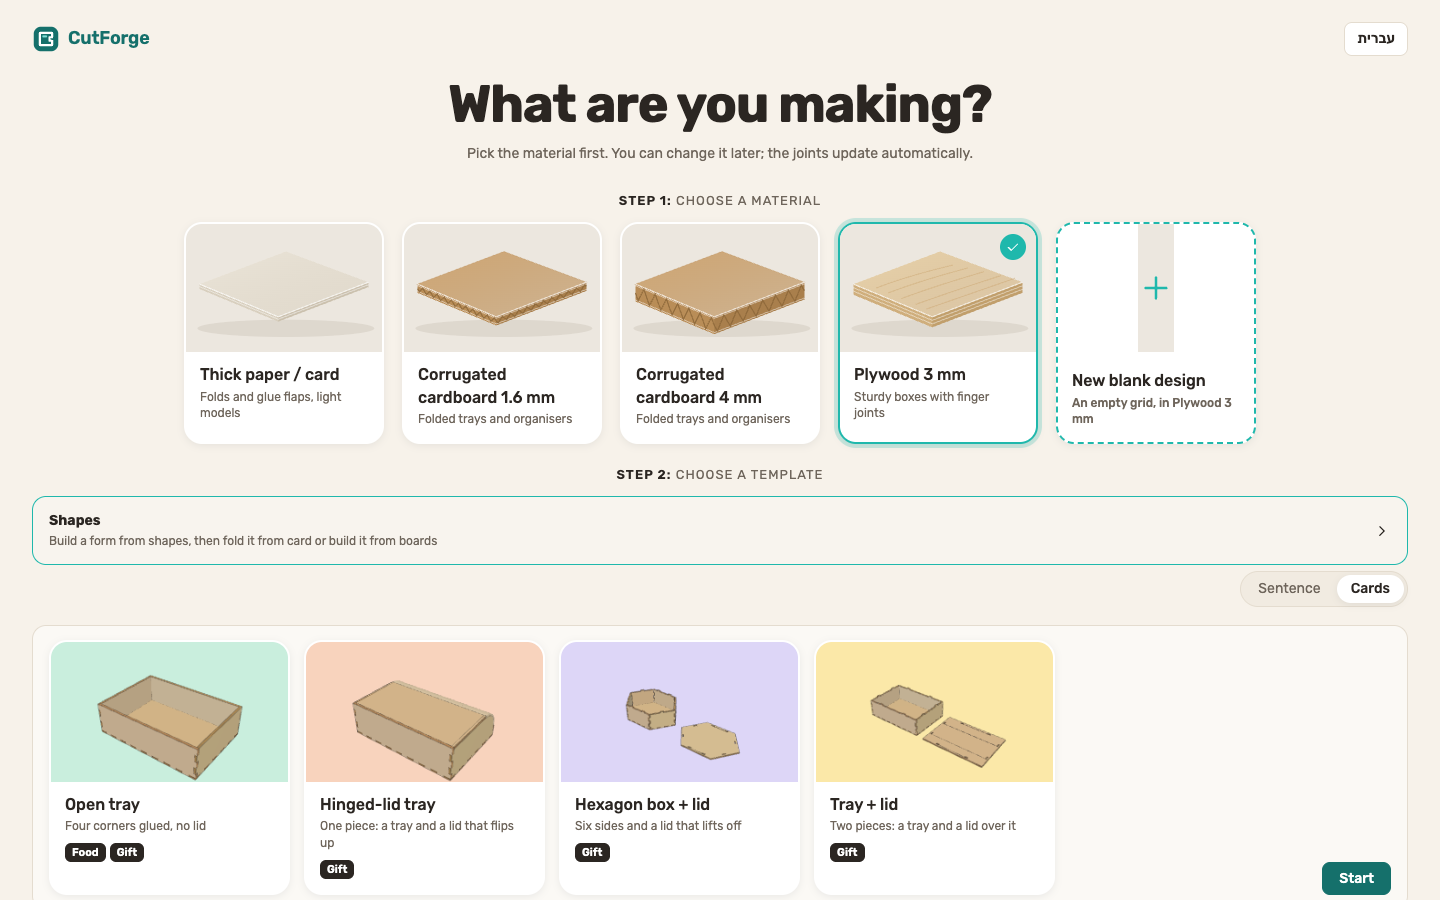 CutForge
עברית
What are you making?
Pick the material first. You can change it later; the joints update automatically.
STEP 1: CHOOSE A MATERIAL
Thick paper / card
Folds and glue flaps, light
models
Corrugated
cardboard 1.6 mm
Folded trays and organisers
Corrugated
cardboard 4 mm
Folded trays and organisers
Plywood 3 mm
Sturdy boxes with finger
joints
New blank design
An empty grid, in Plywood 3
mm
STEP 2: CHOOSE A TEMPLATE
Shapes
Build a form from shapes, then fold it from card or build it from boards
Sentence
Cards
Open tray
Four corners glued, no lid
Food
Gift
Hinged-lid tray
One piece: a tray and a lid that flips
up
Gift
Hexagon box + lid
Six sides and a lid that lifts off
Gift
Tray + lid
Two pieces: a tray and a lid over it
Gift
Start